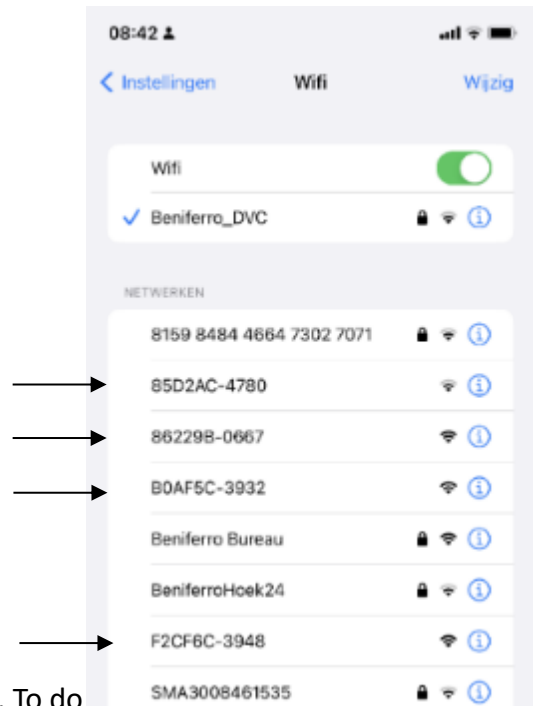 08:42
Instellingen Wifi Wijzig
Wifi
Beniferro_DVC
NETWERKEN
8159 8484 4664 7302 7071
85D2AC-4780
86229B-0667
B0AF5C-3932
Beniferro Bureau
BeniferroHoek24
F2CF6C-3948
SMA3008461535
. To do